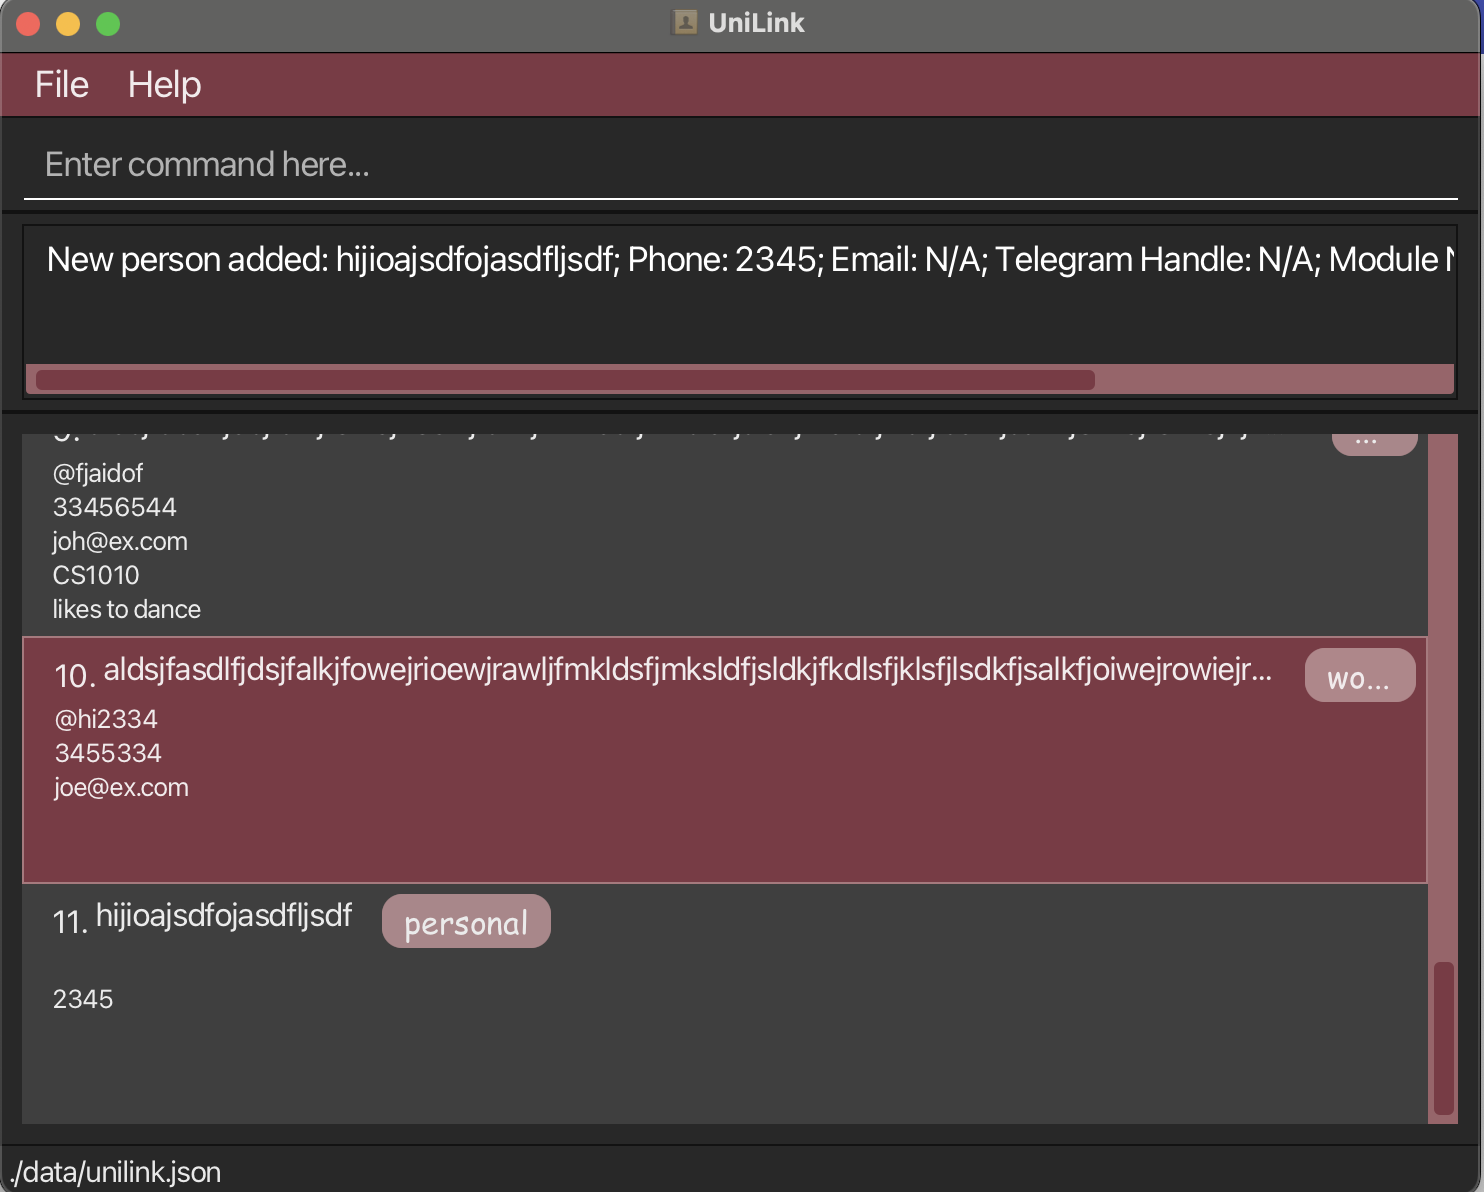 UniLink
File Help
Enter command here...
New person added: hijioajsdfojasdfljsdf; Phone: 2345; Email: N/A; Telegram Handle: N/A; Module
...
@fjaidof
33456544
joh@ex.com
CS1010
likes to dance
10. aldsjfasdlfjdsjfalkjfowejrioewjrawljfmkldsfjmksldfjsldkjfkdlsfjklsfjlsdkfjsalkfjoiwejrowiejr... wo...
@hi2334
3455334
joe@ex.com
11. hijioajsdfojasdfljsdf personal
2345
./data/unilink.json